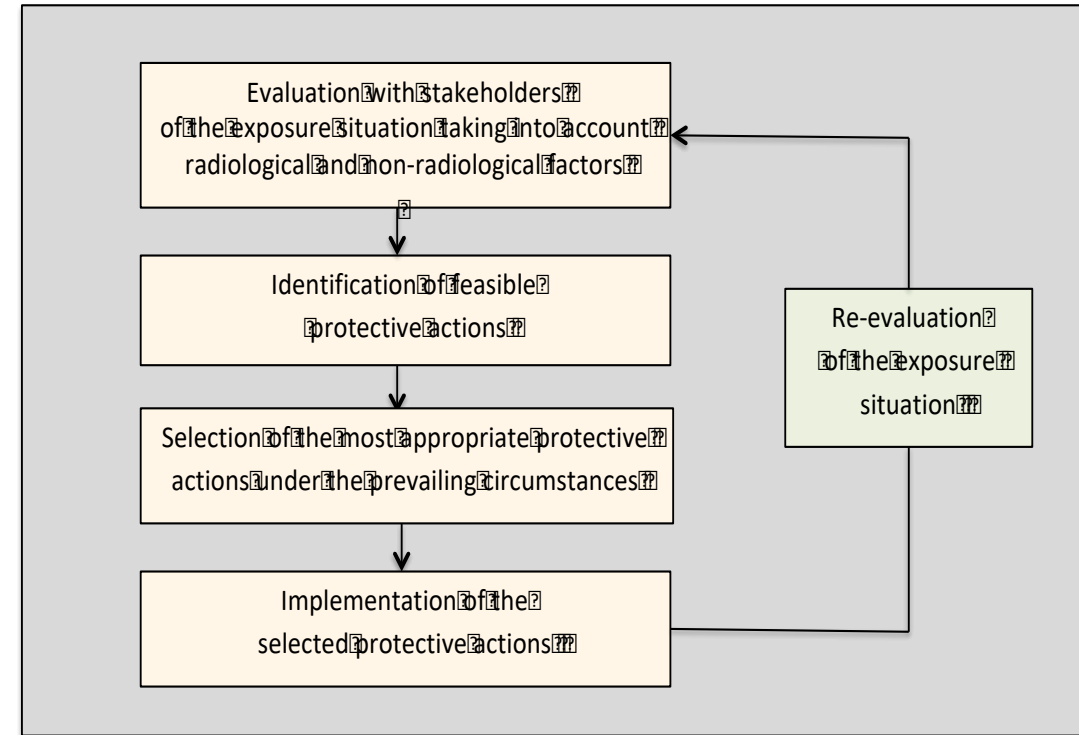 Evaluation with stakeholders
of the exposure situation taking into account
radiological and non-radiological factors
Identification of feasible
protective actions
Selection of the most appropriate protective
actions under the prevailing circumstances
Implementation of the
selected protective actions
Re-evaluation
of the exposure
situation